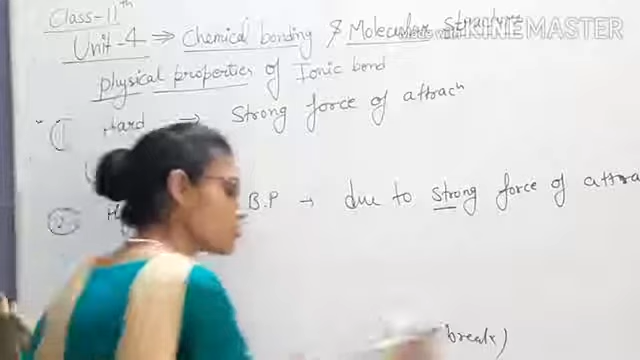 Class-11th
Unit-4 ⇒ Chemical bonding & Molecular structure
KINEMASTER
physical properties of Ionic bond
Hard → Strong force of attracn
B.P → due to strong force of attra
break)